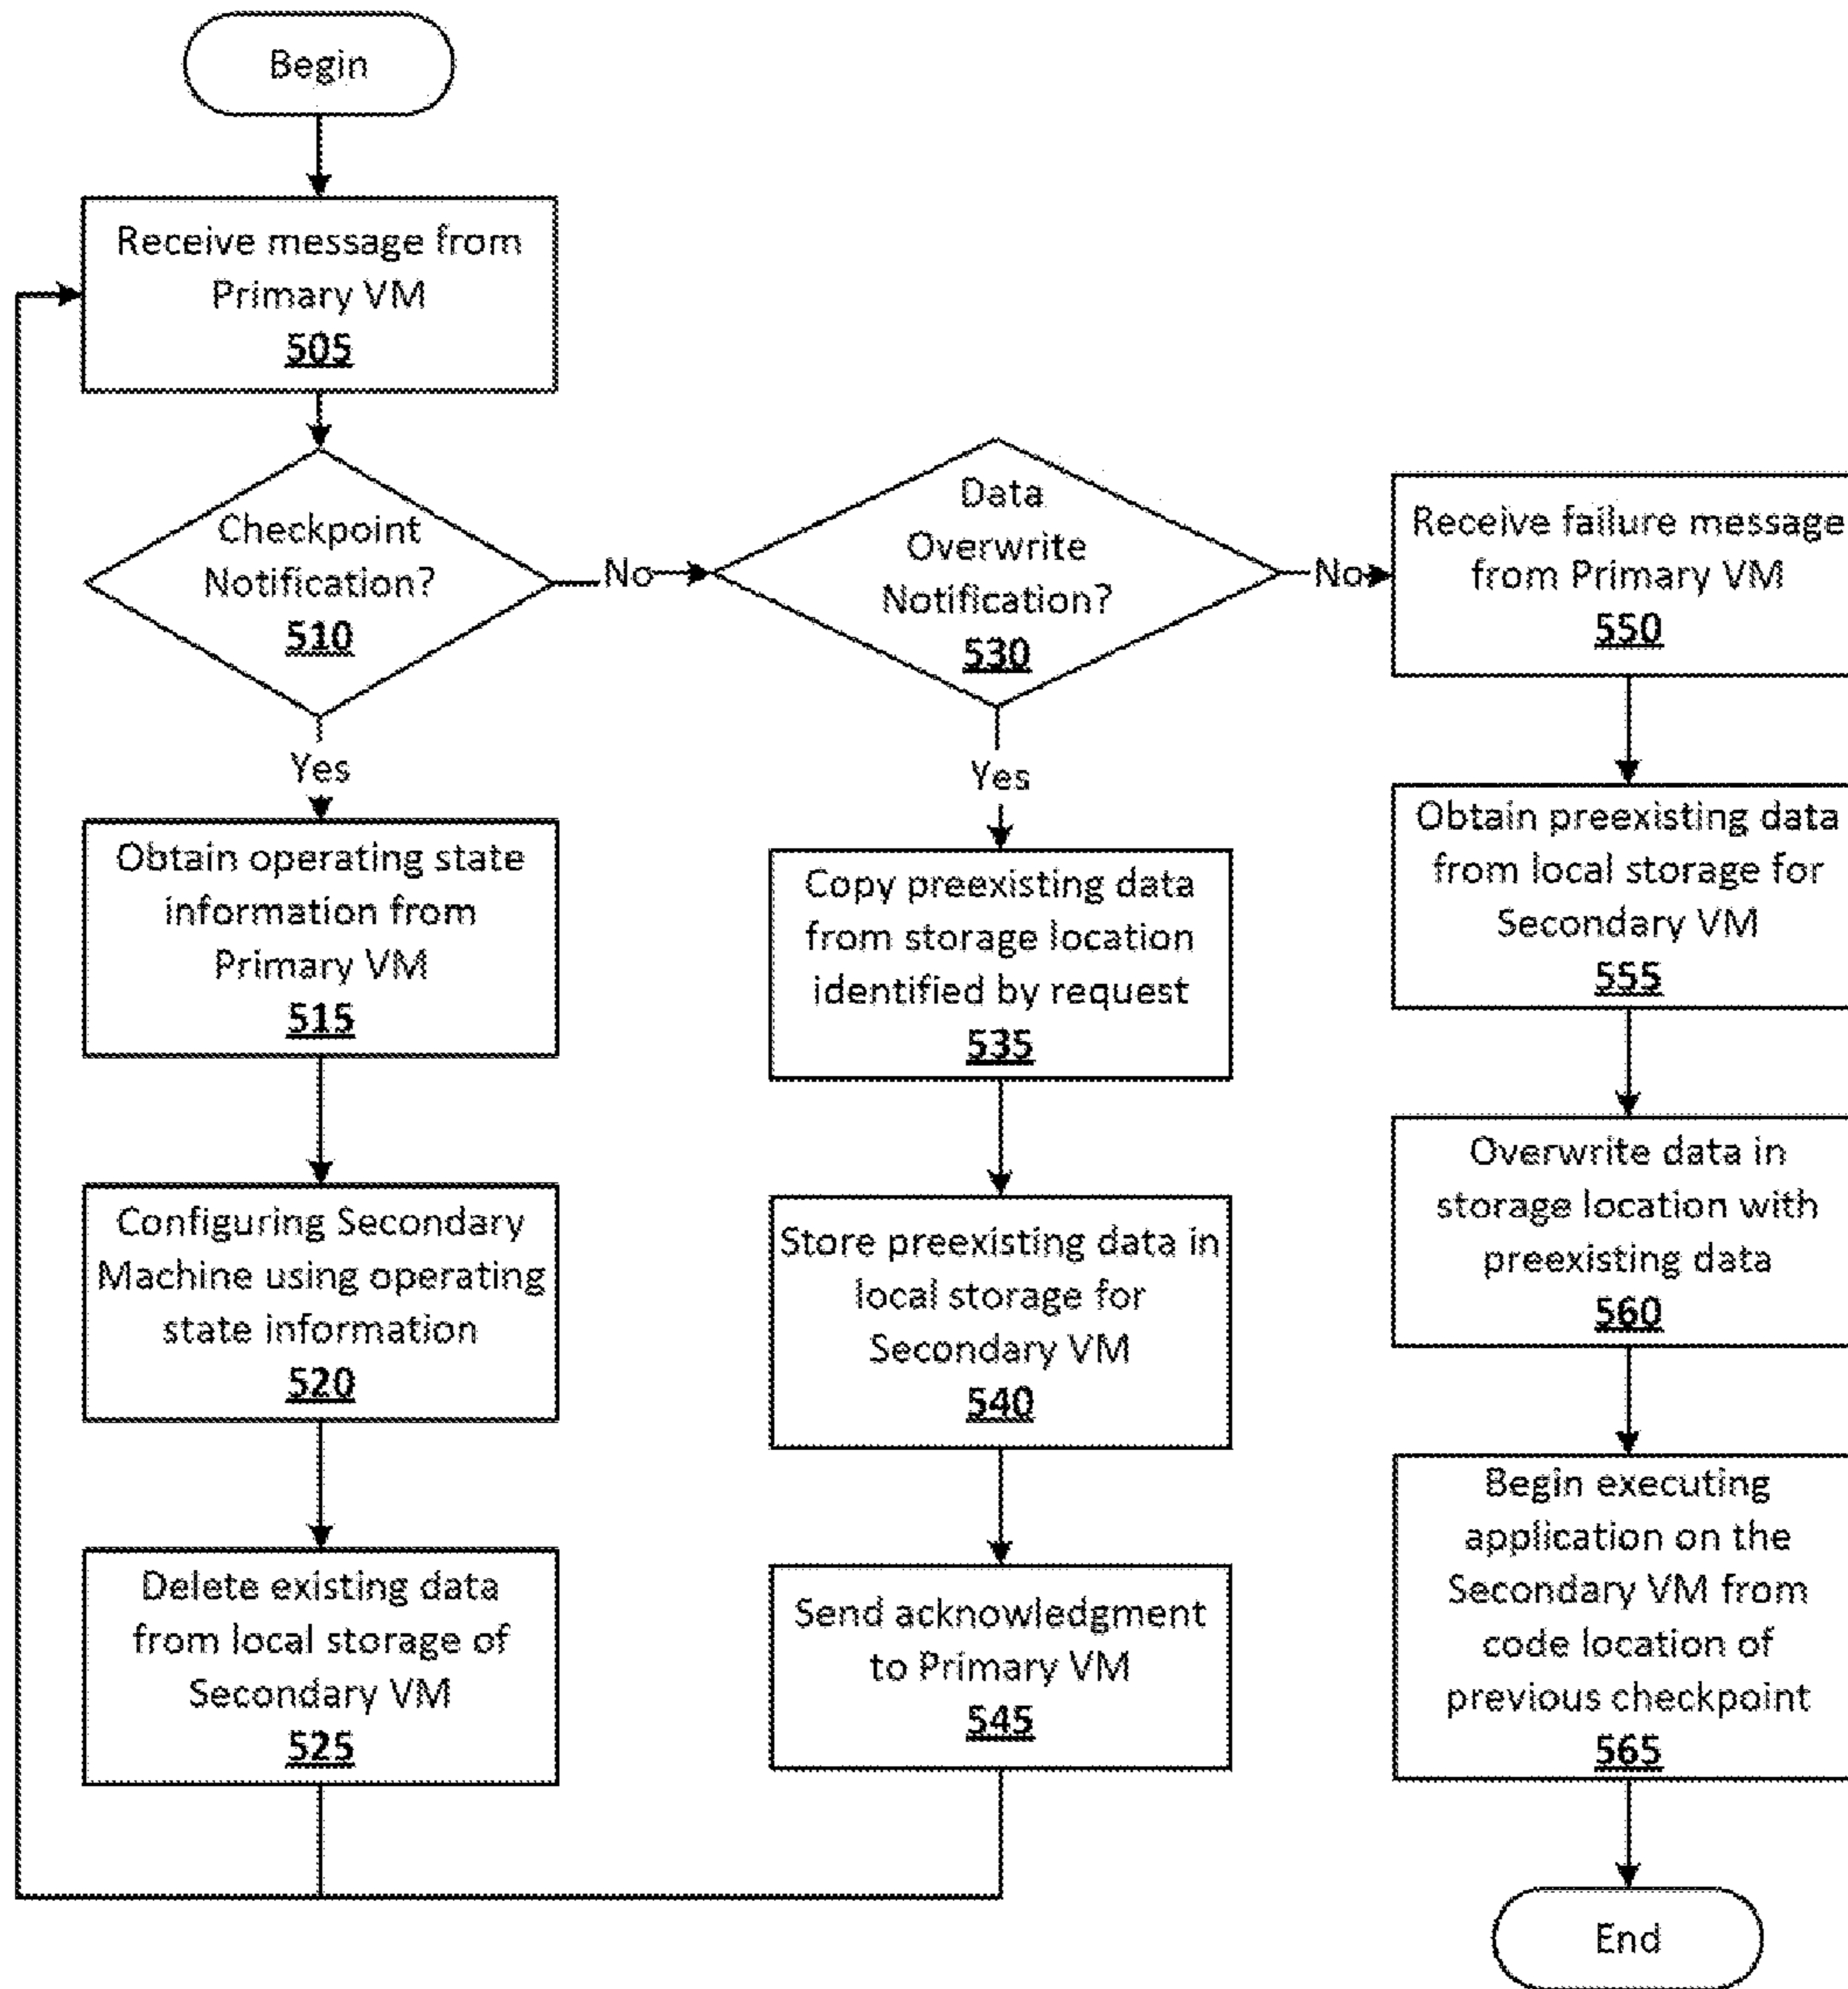 Begin
Receive message from
Primary VM
505
Checkpoint
Notification?
510
No
Data
Overwrite
Notification?
530
No
Receive failure message
from Primary VM
550
Yes
Obtain operating state
information from
Primary VM
515
Configuring Secondary
Machine using operating
state information
520
Delete existing data
from local storage of
Secondary VM
525
Yes
Copy preexisting data
from storage location
identified by request
535
Store preexisting data in
local storage for
Secondary VM
540
Send acknowledgment
to Primary VM
545
Obtain preexisting data
from local storage for
Secondary VM
555
Overwrite data in
storage location with
preexisting data
560
Begin executing
application on the
Secondary VM from
code location of
previous checkpoint
565
End